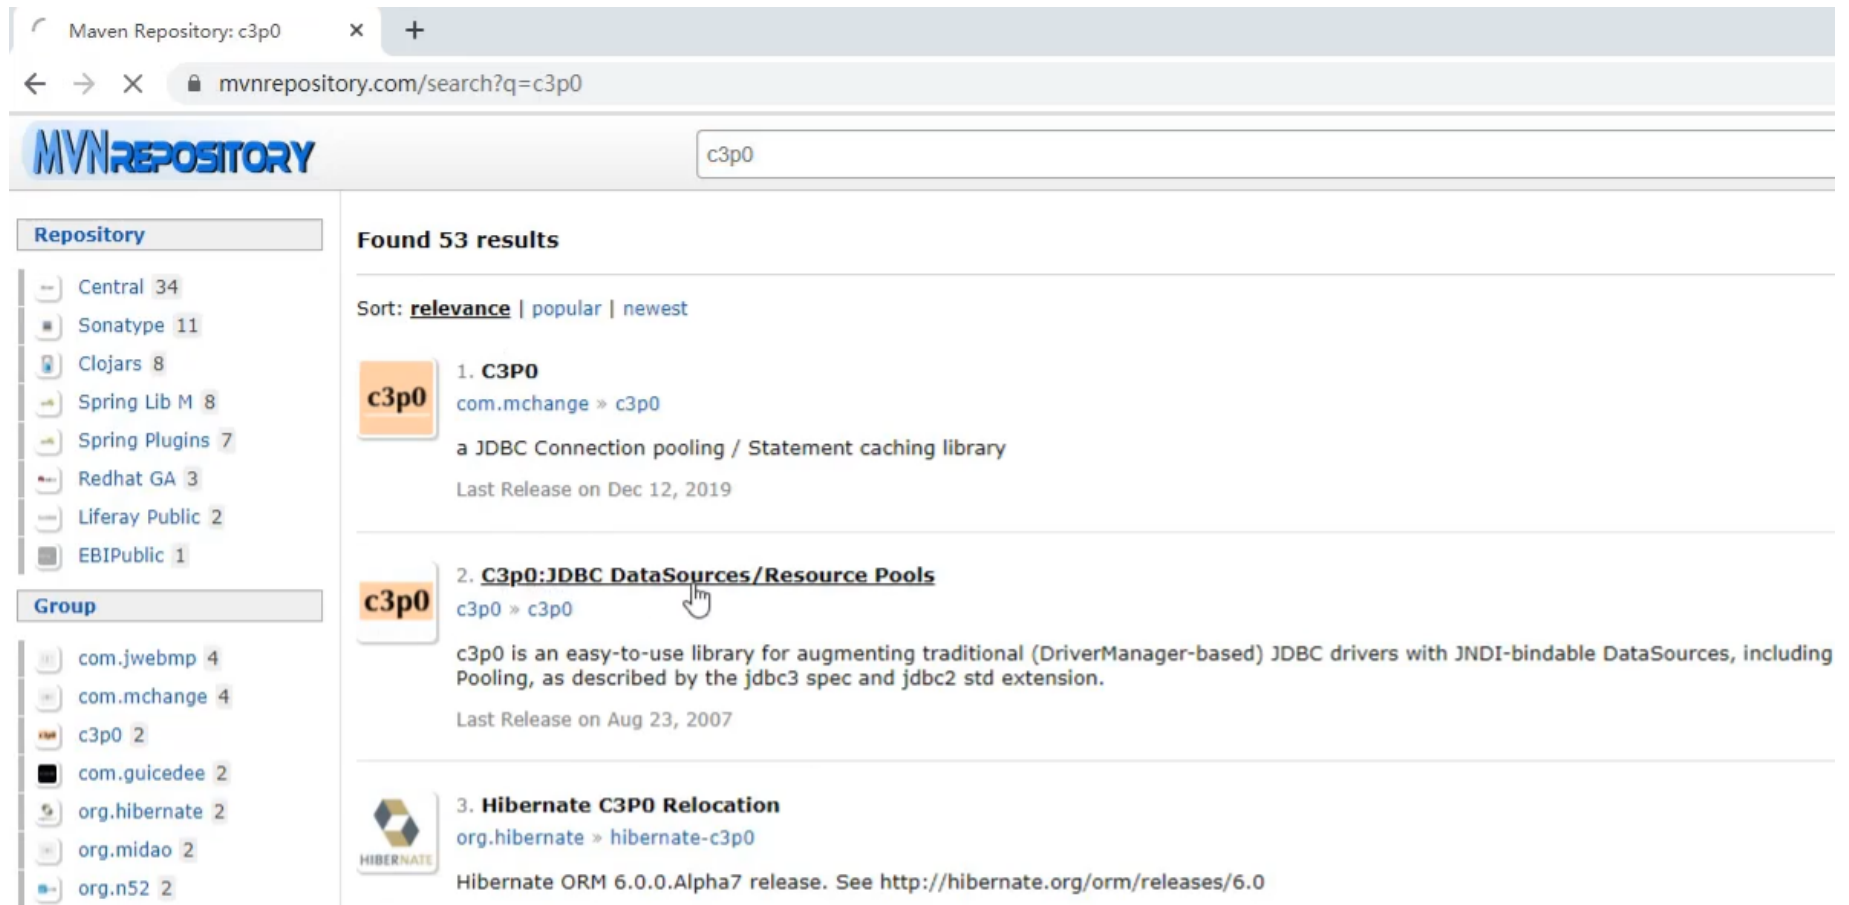 Maven Repository: c3p0
mvnrepository.com/search?q=c3p0
MVNREPOSITORY
c3p0
Repository
Central 34
Sonatype 11
Clojars 8
Spring Lib M 8
Spring Plugins 7
Redhat GA 3
Liferay Public 2
EBIPublic 1
Group
com.jwebmp 4
com.mchange 4
c3p0 2
com.guicedee 2
org.hibernate 2
org.midao 2
org.n52 2
Found 53 results
Sort: relevance | popular | newest
c3p0
1. C3P0
com.mchange » c3p0
a JDBC Connection pooling / Statement caching library
Last Release on Dec 12, 2019
c3p0
2. C3p0:JDBC DataSources/Resource Pools
c3p0 » c3p0
c3p0 is an easy-to-use library for augmenting traditional (DriverManager-based) JDBC drivers with JNDI-bindable DataSources, including
Pooling, as described by the jdbc3 spec and jdbc2 std extension.
Last Release on Aug 23, 2007
HIBERNATE
3. Hibernate C3P0 Relocation
org.hibernate » hibernate-c3p0
Hibernate ORM 6.0.0.Alpha7 release. See http://hibernate.org/orm/releases/6.0